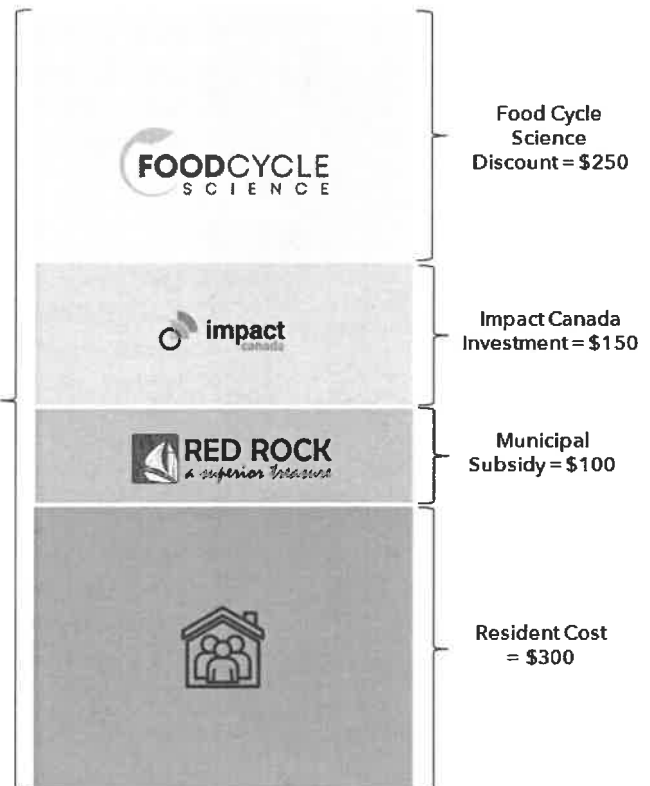 FOODCYCLE
SCIENCE
Food Cycle
Science
Discount = $250
impact
canada
Impact Canada
Investment = $150
RED ROCK
a superior treasure
Municipal
Subsidy = $100
Resident Cost
= $300